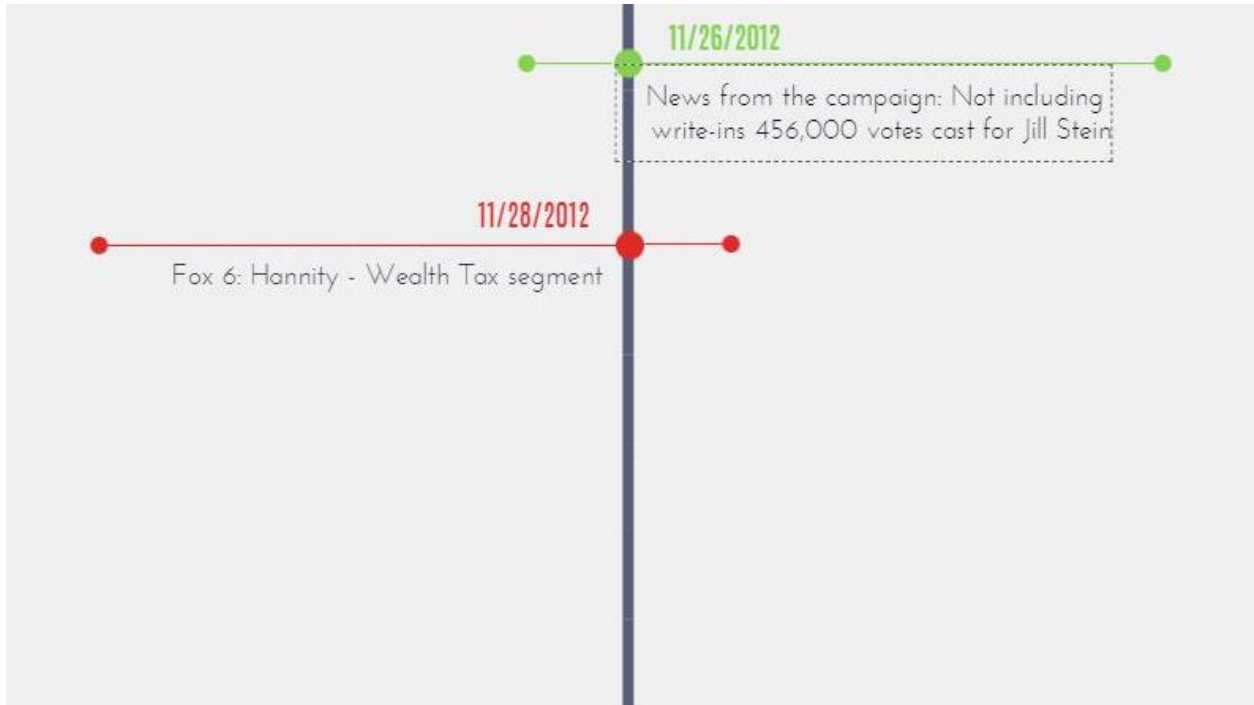 11/26/2012
News from the campaign: Not including
write-ins 456,000 votes cast for Jill Stein
11/28/2012
Fox 6: Hannity - Wealth Tax segment